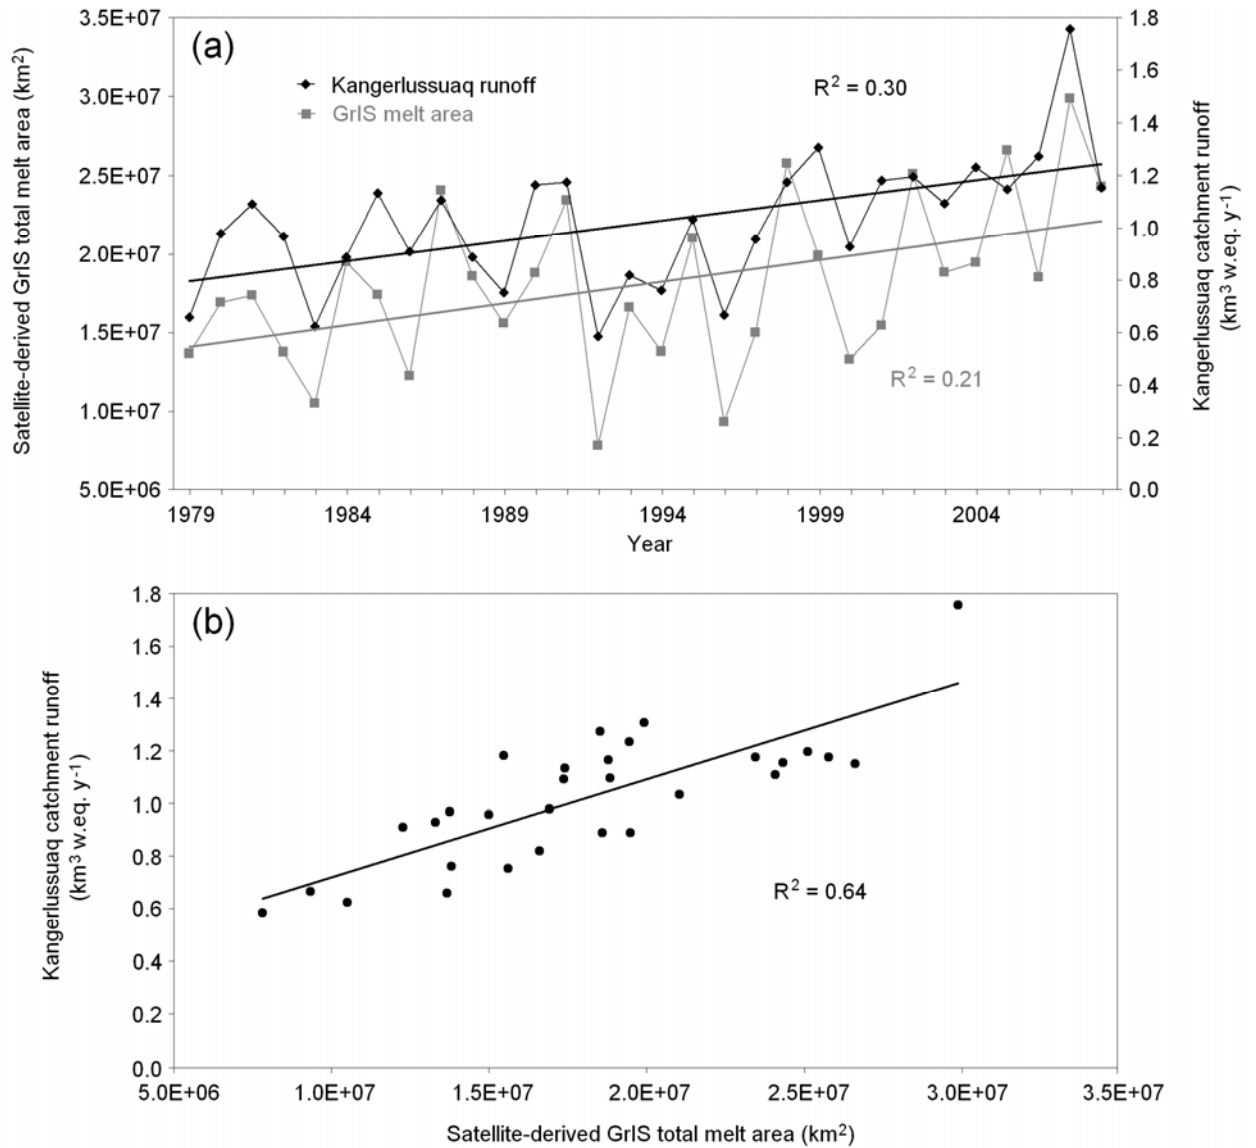 (a)
Kangerlussuaq runoff
GrIS melt area
R² = 0.30
R² = 0.21
Satellite-derived GrIS total melt area (km²)
3.5E+07
3.0E+07
2.5E+07
2.0E+07
1.5E+07
1.0E+07
5.0E+06
1.8
1.6
1.4
1.2
1.0
0.8
0.6
0.4
0.2
0.0
Kangerlussuaq catchment runoff
(km³ w.eq. y⁻¹)
1979 1984 1989 1994 1999 2004
Year
(b)
R² = 0.64
Kangerlussuaq catchment runoff
(km³ w.eq. y⁻¹)
1.8
1.6
1.4
1.2
1.0
0.8
0.6
0.4
0.2
0.0
5.0E+06 1.0E+07 1.5E+07 2.0E+07 2.5E+07 3.0E+07 3.5E+07
Satellite-derived GrIS total melt area (km²)